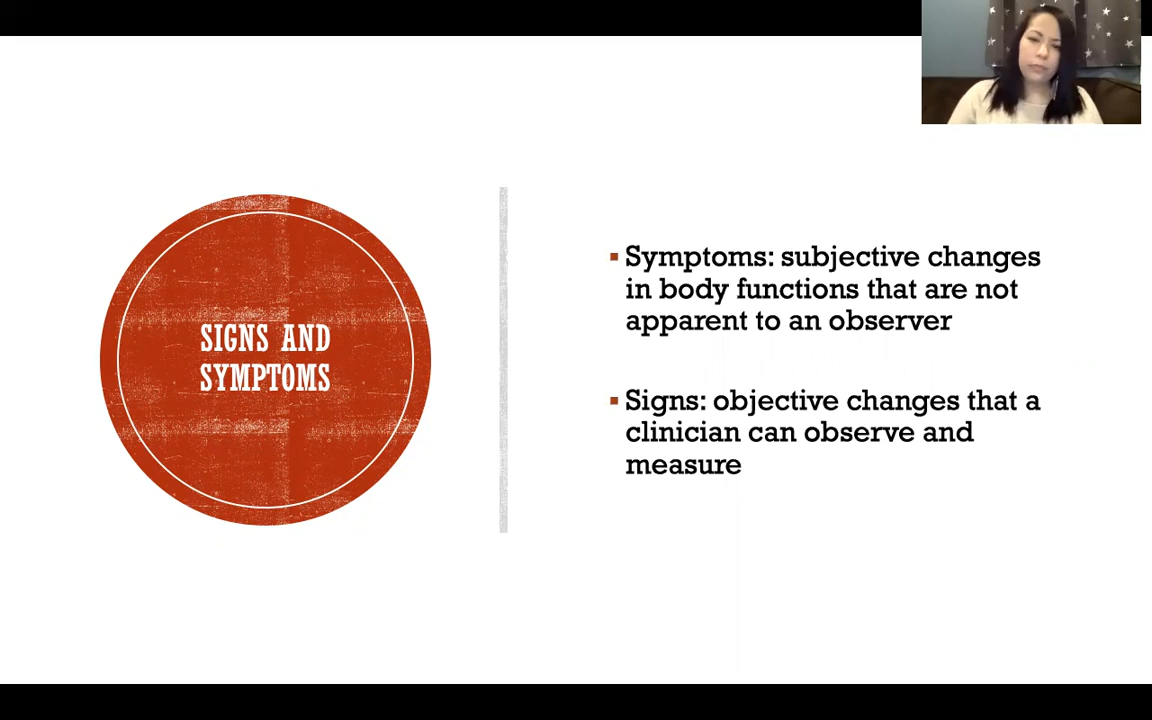 SIGNS AND
SYMPTOMS
▪ Symptoms: subjective changes
in body functions that are not
apparent to an observer
▪ Signs: objective changes that a
clinician can observe and
measure